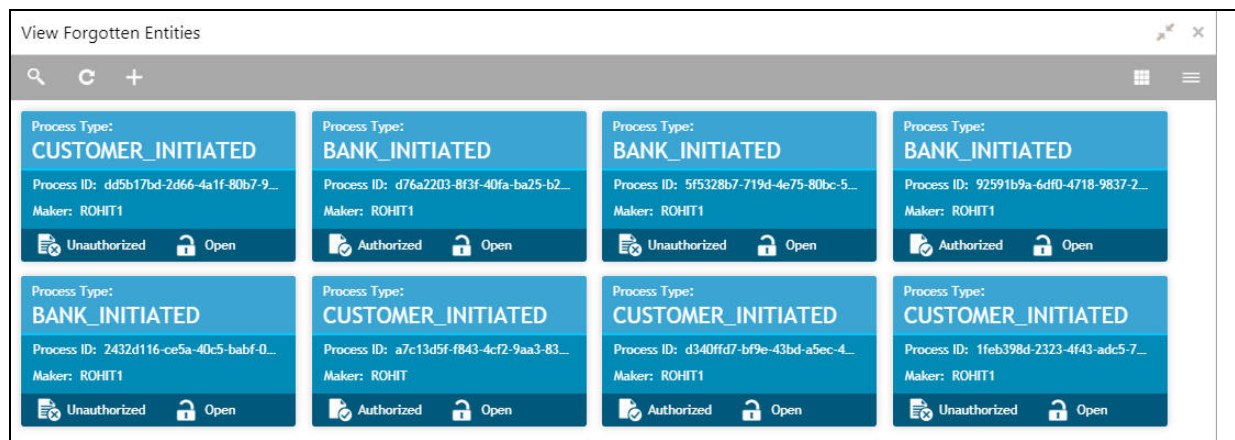 View Forgotten Entities
Process Type: Process Type: Process Type: Process Type:
CUSTOMER_INITIATED BANK_INITIATED BANK_INITIATED BANK_INITIATED
Process ID: dd5b17bd-2d66-4a1f-80b7-9... Process ID: d76a2203-8f3f-40fa-ba25-b2... Process ID: 5f5328b7-719d-4e75-80bc-5... Process ID: 92591b9a-6df0-4718-9837-2...
Maker: ROHIT1 Maker: ROHIT1 Maker: ROHIT1 Maker: ROHIT1
Unauthorized Open Authorized Open Unauthorized Open Authorized Open
Process Type: Process Type: Process Type: Process Type:
BANK_INITIATED CUSTOMER_INITIATED CUSTOMER_INITIATED CUSTOMER_INITIATED
Process ID: 2432d116-ce5a-40c5-babf-0... Process ID: a7c13d5f-f843-4cf2-9aa3-83... Process ID: d340ffd7-bf9e-43bd-a5ec-4... Process ID: 1feb398d-2323-4f43-adc5-7...
Maker: ROHIT1 Maker: ROHIT Maker: ROHIT1 Maker: ROHIT1
Unauthorized Open Authorized Open Authorized Open Unauthorized Open